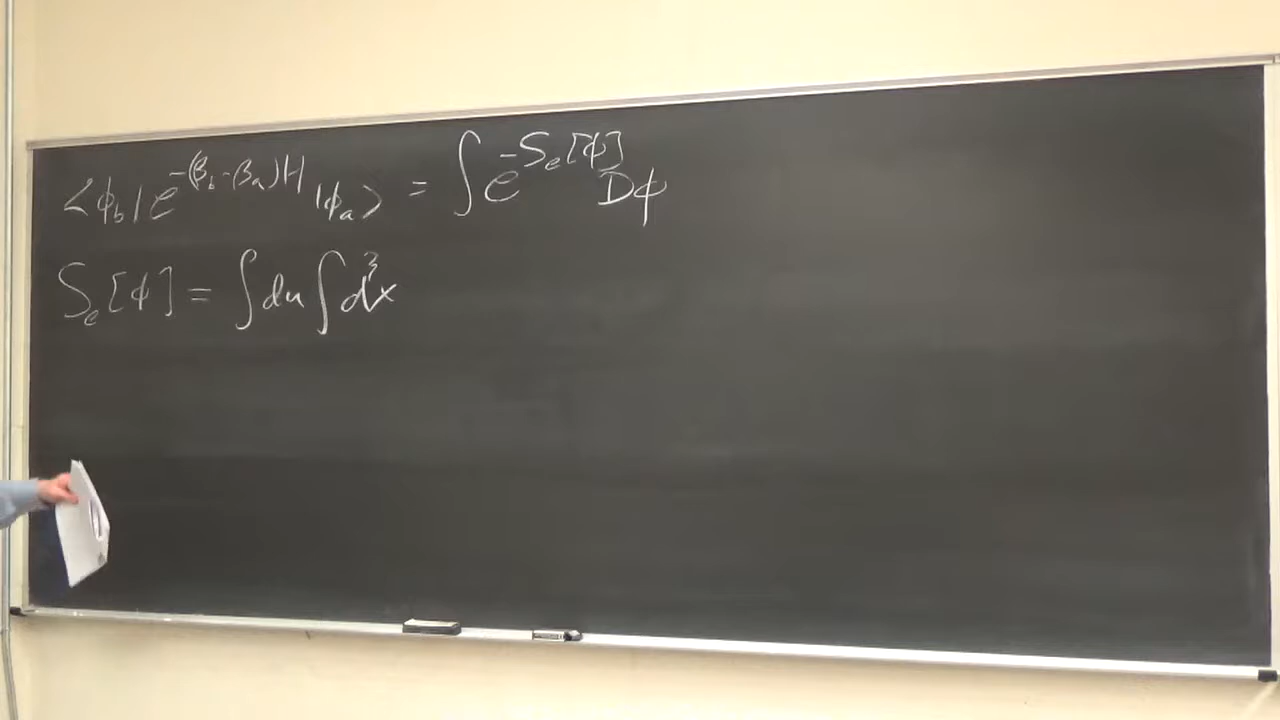 <ϕ_b|e^{-(β_b-β_a)H}|ϕ_a> = ∫e^{-S_e[ϕ]}Dϕ
S_e[ϕ] = ∫du∫d³x